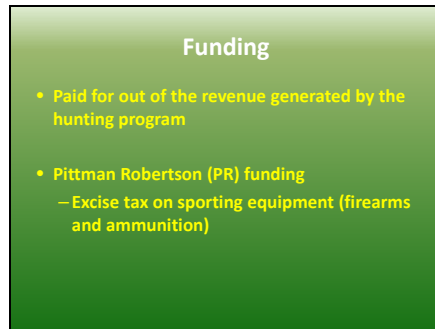 Funding
• Paid for out of the revenue generated by the
hunting program
• Pittman Robertson (PR) funding
– Excise tax on sporting equipment (firearms
and ammunition)